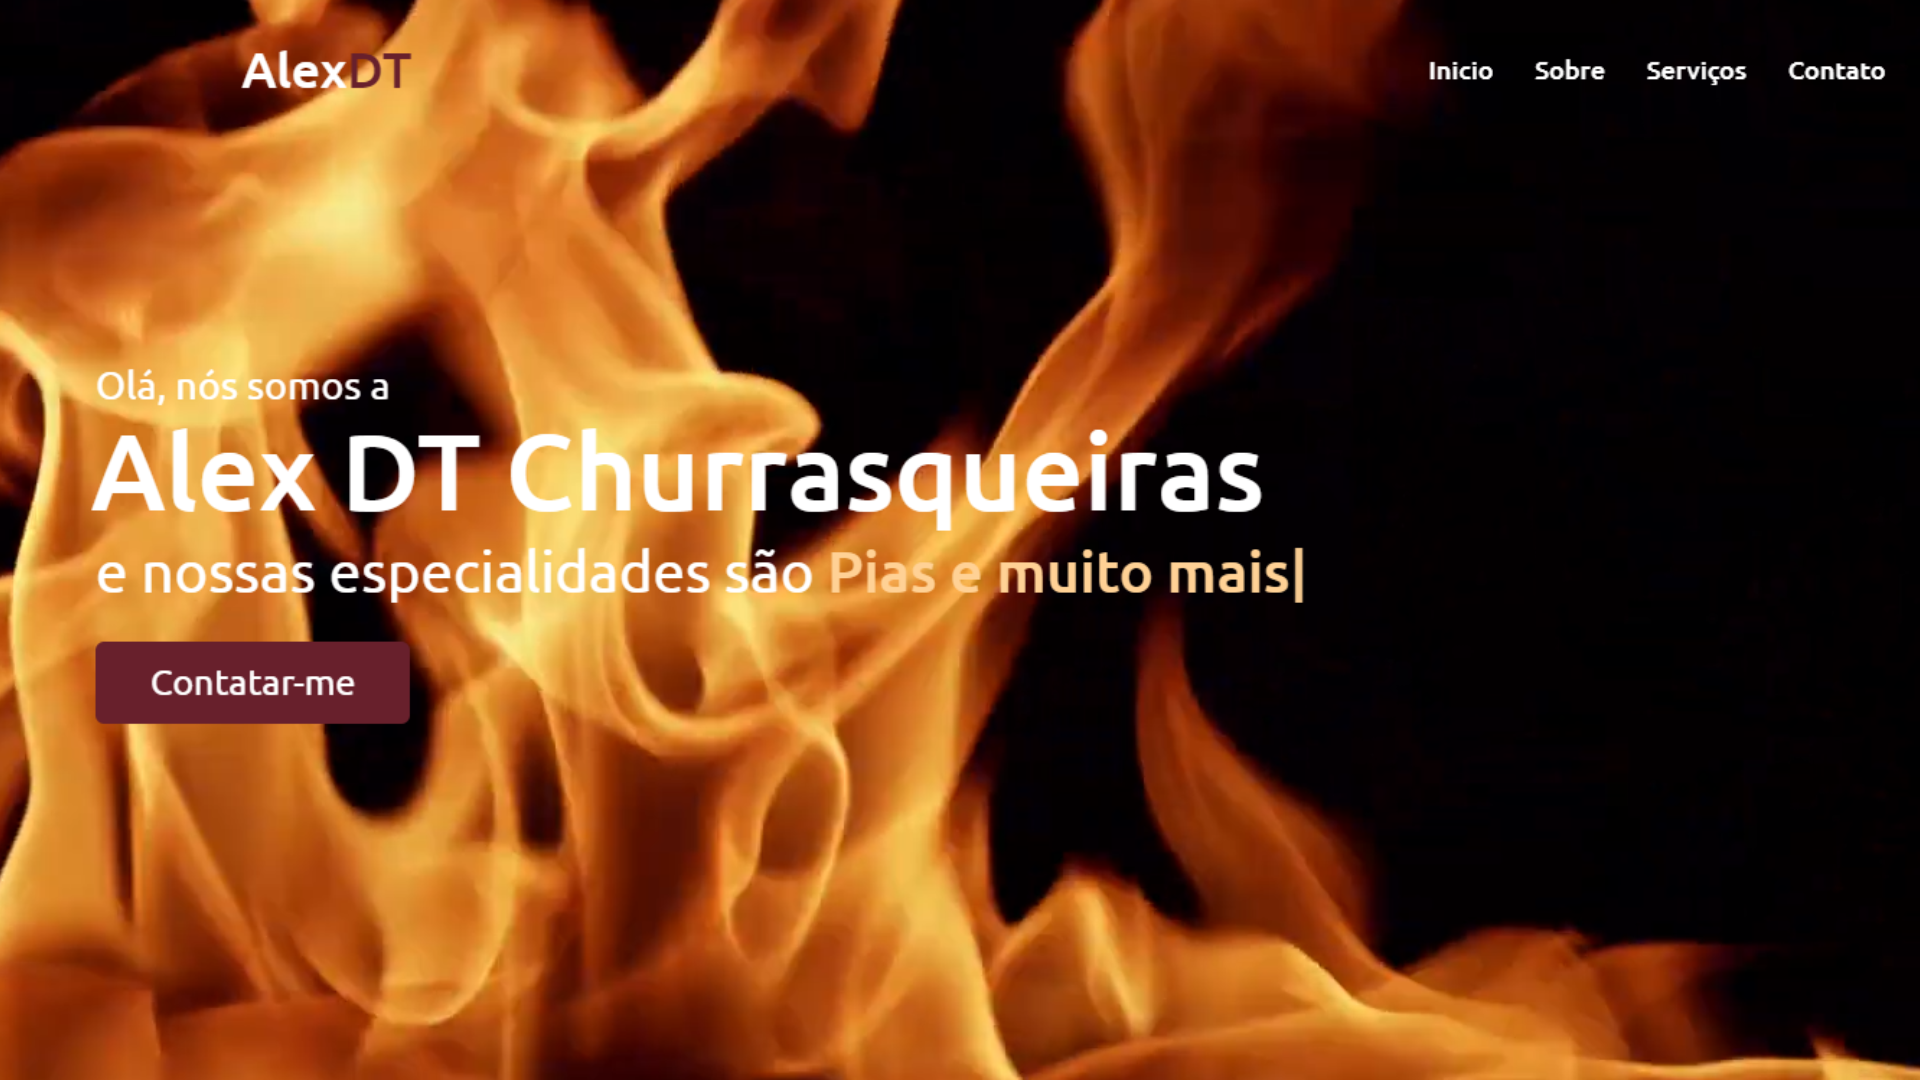 AlexDT
Inicio Sobre Serviços Contato
Olá, nós somos a
Alex DT Churrasqueiras
e nossas especialidades são Pias e muito mais|
Contatar-me